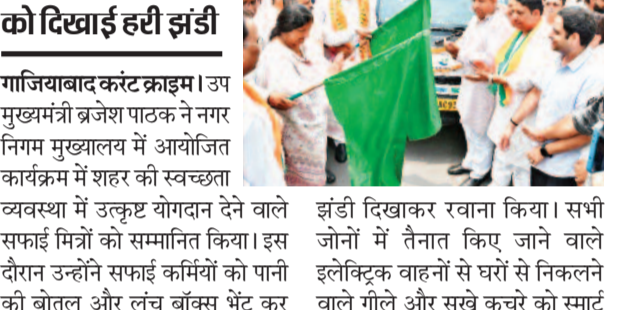 को दिखाई हरी झंडी
गाजियाबाद करंट क्राइम। उप
मुख्यमंत्री ब्रजेश पाठक ने नगर
निगम मुख्यालय में आयोजित
कार्यक्रम में शहर की स्वच्छता
व्यवस्था में उत्कृष्ट योगदान देने वाले
सफाई मित्रों को सम्मानित किया। इस
दौरान उन्होंने सफाई कर्मियों को पानी
की बोतल और लंच बॉक्स भेंट कर
झंडी दिखाकर रवाना किया। सभी
जोनों में तैनात किए जाने वाले
इलेक्ट्रिक वाहनों से घरों से निकलने
वाले गीले और सूखे कचरे को स्मार्ट